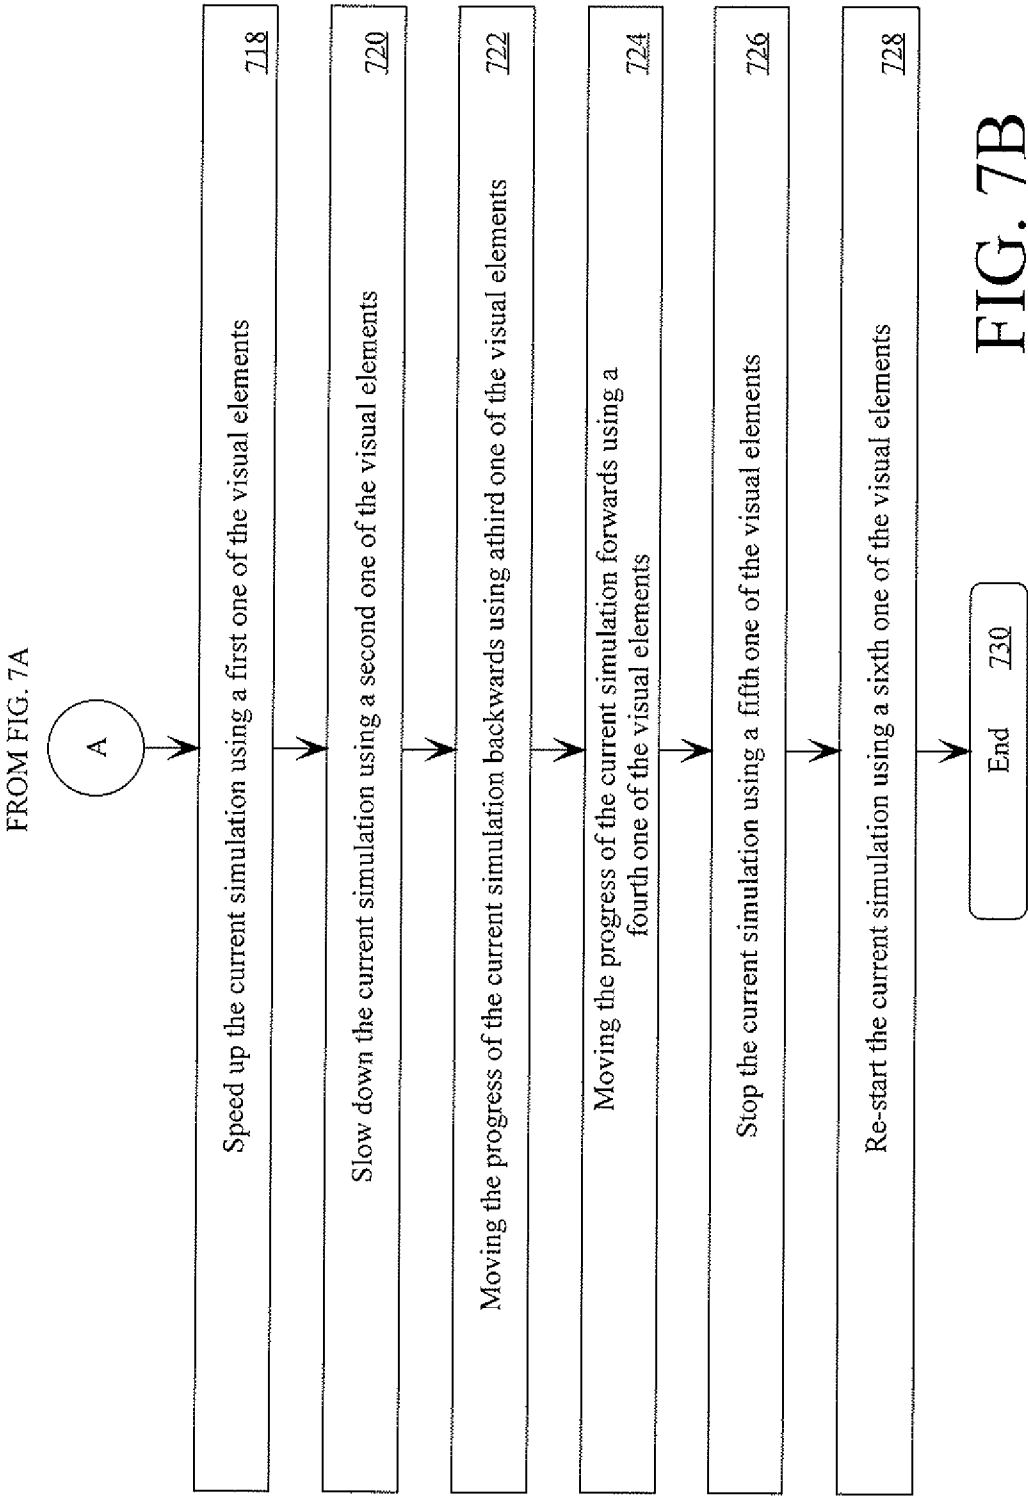 FROM FIG. 7A
A
Speed up the current simulation using a first one of the visual elements 718
Slow down the current simulation using a second one of the visual elements 720
Moving the progress of the current simulation backwards using athird one of the visual elements 722
Moving the progress of the current simulation forwards using a
fourth one of the visual elements 724
Stop the current simulation using a fifth one of the visual elements 726
Re-start the current simulation using a sixth one of the visual elements 728
End 730
FIG. 7B